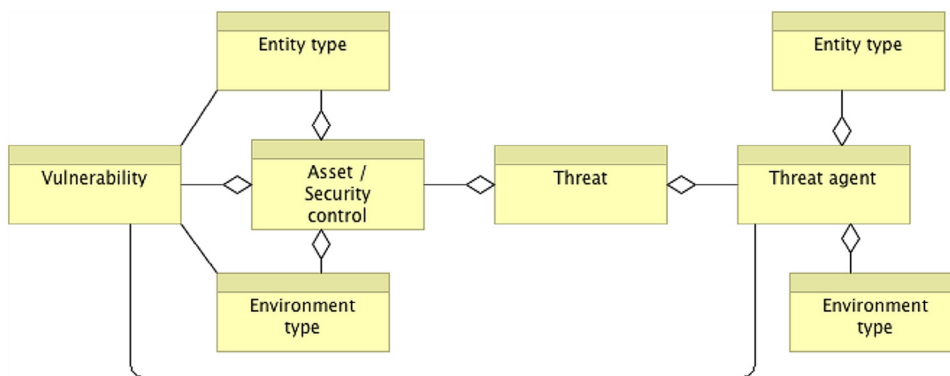 Entity type
Entity type
Vulnerability
Asset /
Security
control
Threat
Threat agent
Environment
type
Environment
type